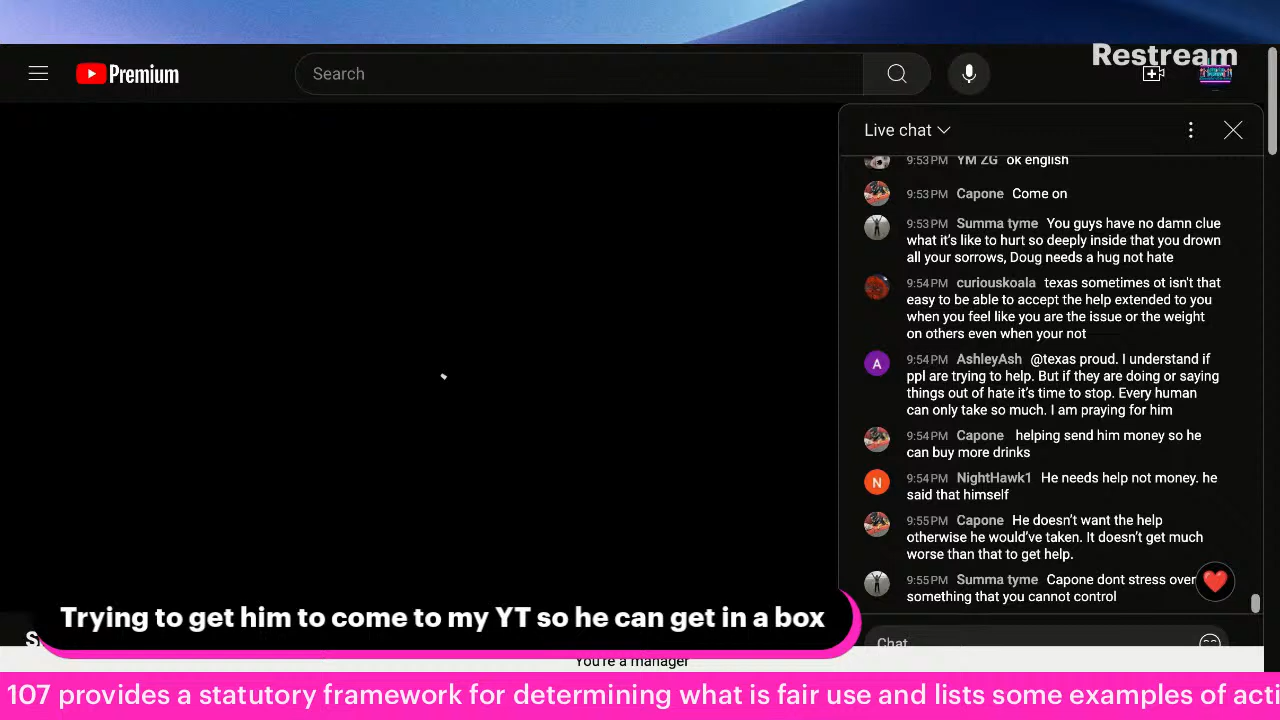 Restream
Premium
Search
Live chat
9:53 PM YM ZG ok english
9:53 PM Capone Come on
9:53 PM Summa tyme You guys have no damn clue
what it's like to hurt so deeply inside that you drown
all your sorrows, Doug needs a hug not hate
9:54 PM curiouskoala texas sometimes ot isn't that
easy to be able to accept the help extended to you
when you feel like you are the issue or the weight
on others even when your not
A
9:54 PM AshleyAsh @texas proud. I understand if
ppl are trying to help. But if they are doing or saying
things out of hate it's time to stop. Every human
can only take so much. I am praying for him
9:54 PM Capone helping send him money so he
can buy more drinks
N
9:54 PM NightHawk1 He needs help not money. he
said that himself
9:55 PM Capone He doesn't want the help
otherwise he would've taken. It doesn't get much
worse than that to get help.
9:55 PM Summa tyme Capone dont stress over
something that you cannot control
Chat
Trying to get him to come to my YT so he can get in a box
You're a manager
107 provides a statutory framework for determining what is fair use and lists some examples of acti